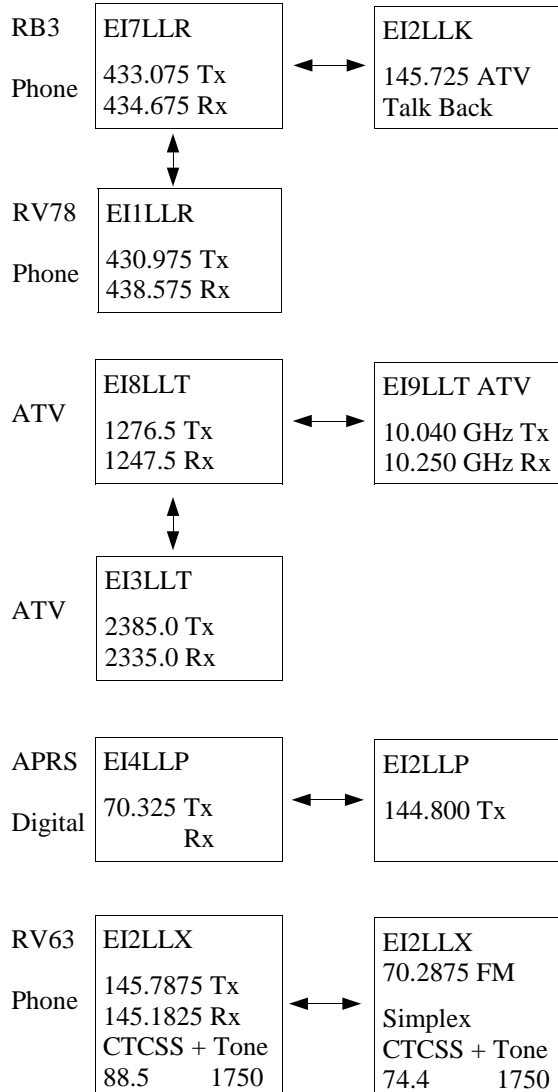 RB3
Phone
EI7LLR
433.075 Tx
434.675 Rx
EI2LLK
145.725 ATV
Talk Back
RV78
Phone
EI1LLR
430.975 Tx
438.575 Rx
ATV
EI8LLT
1276.5 Tx
1247.5 Rx
EI9LLT ATV
10.040 GHz Tx
10.250 GHz Rx
ATV
EI3LLT
2385.0 Tx
2335.0 Rx
APRS
Digital
EI4LLP
70.325 Tx
Rx
EI2LLP
144.800 Tx
RV63
Phone
EI2LLX
145.7875 Tx
145.1825 Rx
CTCSS + Tone
88.5 1750
EI2LLX
70.2875 FM
Simplex
CTCSS + Tone
74.4 1750